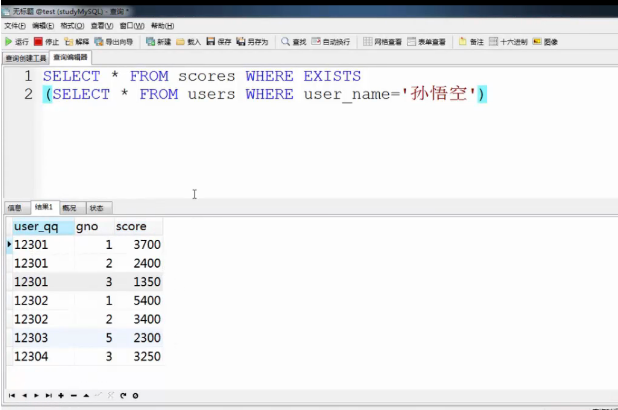 无标题 @test (studyMySQL) - 查询 *
文件(F) 编辑(E) 格式(O) 查看(V) 窗口(W) 帮助(H)
运行 停止 解释 导出向导 新建 载入 保存 另存为 查找 自动换行 网格查看 表单查看 备注 十六进制 图像
查询创建工具 查询编辑器
1 SELECT * FROM scores WHERE EXISTS
2 (SELECT * FROM users WHERE user_name='孙悟空')
信息 结果1 概况 状态
user_qq gno score
12301 1 3700
12301 2 2400
12301 3 1350
12302 1 5400
12302 2 3400
12303 5 2300
12304 3 3250